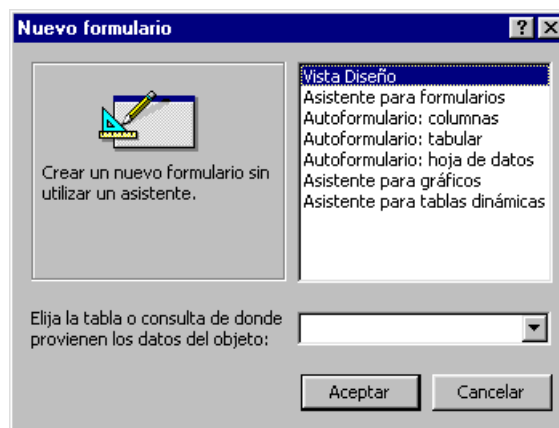 Nuevo formulario
Vista Diseño
Asistente para formularios
Autoformulario: columnas
Autoformulario: tabular
Autoformulario: hoja de datos
Asistente para gráficos
Asistente para tablas dinámicas
Crear un nuevo formulario sin
utilizar un asistente.
Elija la tabla o consulta de donde
provienen los datos del objeto:
Aceptar
Cancelar